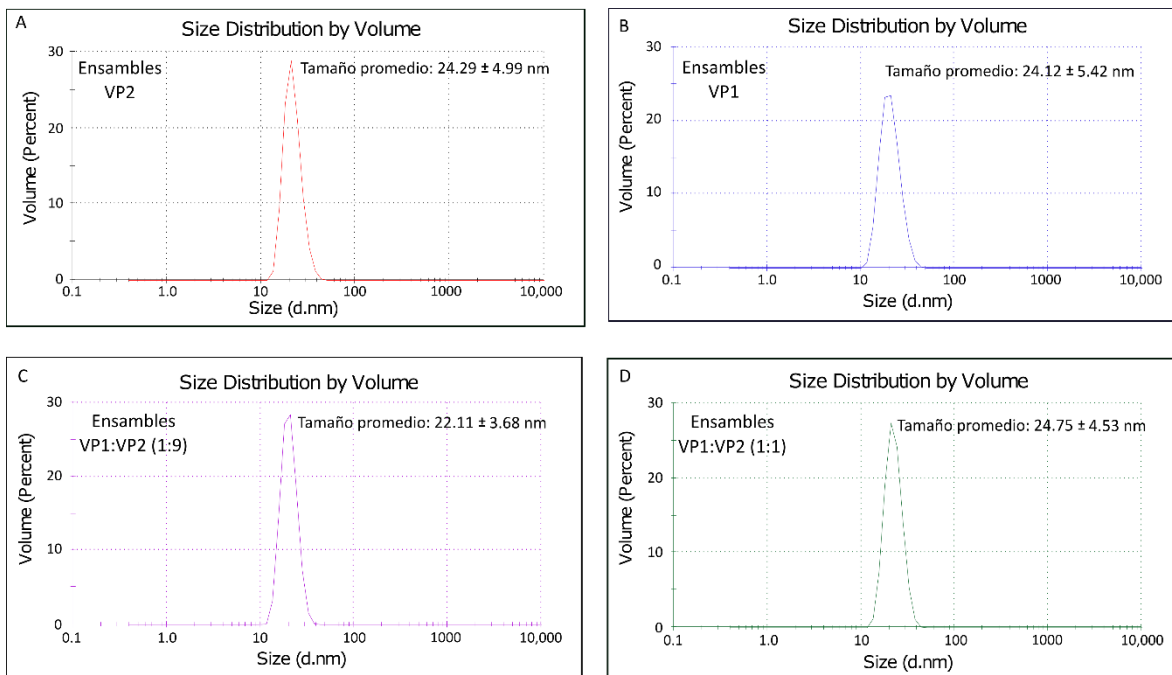 A
Size Distribution by Volume
Ensambles
VP2
Tamaño promedio: 24.29 ± 4.99 nm
Volume (Percent)
30
20
10
0
0.1 1.0 10 100 1000 10,000
Size (d.nm)
B
Size Distribution by Volume
Ensambles
VP1
Tamaño promedio: 24.12 ± 5.42 nm
Volume (Percent)
30
20
10
0
0.1 1.0 10 100 1000 10,000
Size (d.nm)
C
Size Distribution by Volume
Ensambles
VP1:VP2 (1:9)
Tamaño promedio: 22.11 ± 3.68 nm
Volume (Percent)
30
20
10
0
0.1 1.0 10 100 1000 10,000
Size (d.nm)
D
Size Distribution by Volume
Ensambles
VP1:VP2 (1:1)
Tamaño promedio: 24.75 ± 4.53 nm
Volume (Percent)
30
20
10
0
0.1 1.0 10 100 1000 10,000
Size (d.nm)